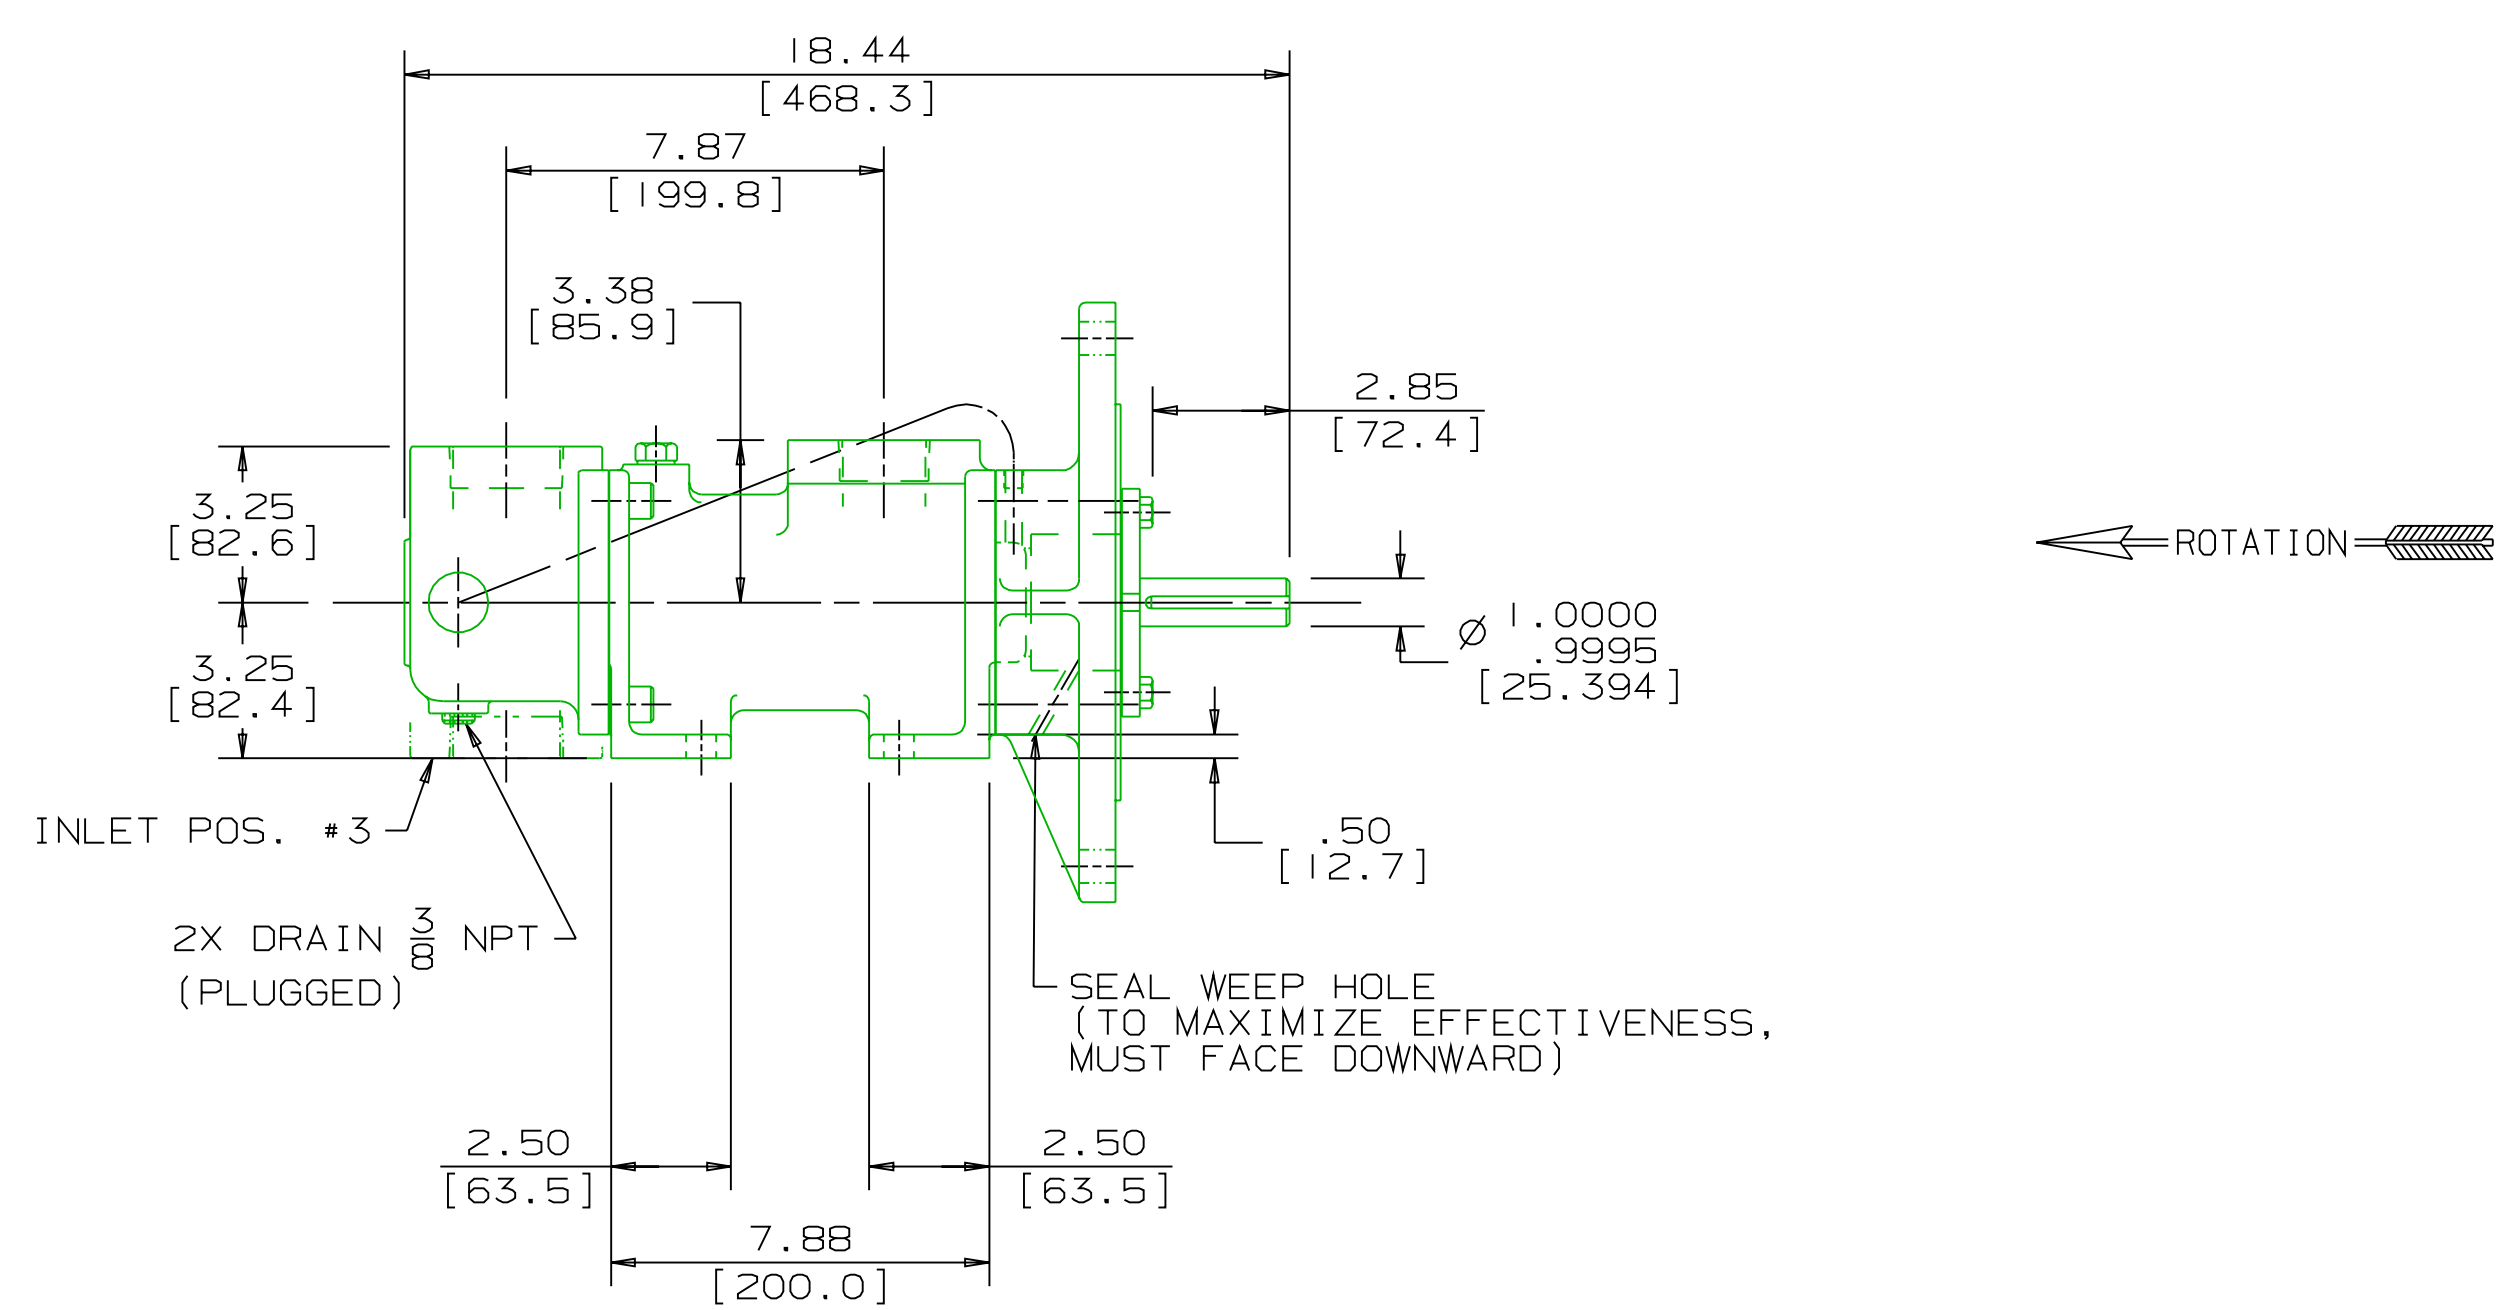 18.44
[468.3]
7.87
[199.8]
3.38
[85.9]
2.85
[72.4]
3.25
[82.6]
ROTATION
Ø 1.0000
.9995
[25.394]
3.25
[82.4]
INLET POS. #3
.50
[12.7]
2X DRAIN 3/8 NPT
(PLUGGED)
SEAL WEEP HOLE
(TO MAXIMIZE EFFECTIVENESS,
MUST FACE DOWNWARD)
2.50
[63.5]
2.50
[63.5]
7.88
[200.0]